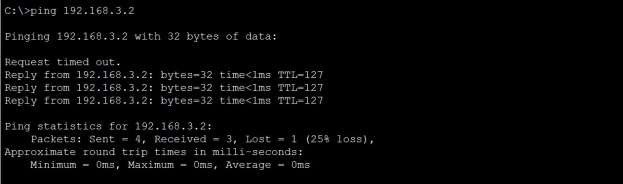 C:\>ping 192.168.3.2
Pinging 192.168.3.2 with 32 bytes of data:
Request timed out.
Reply from 192.168.3.2: bytes=32 time<1ms TTL=127
Reply from 192.168.3.2: bytes=32 time<1ms TTL=127
Reply from 192.168.3.2: bytes=32 time<1ms TTL=127
Ping statistics for 192.168.3.2:
    Packets: Sent = 4, Received = 3, Lost = 1 (25% loss),
Approximate round trip times in milli-seconds:
    Minimum = 0ms, Maximum = 0ms, Average = 0ms